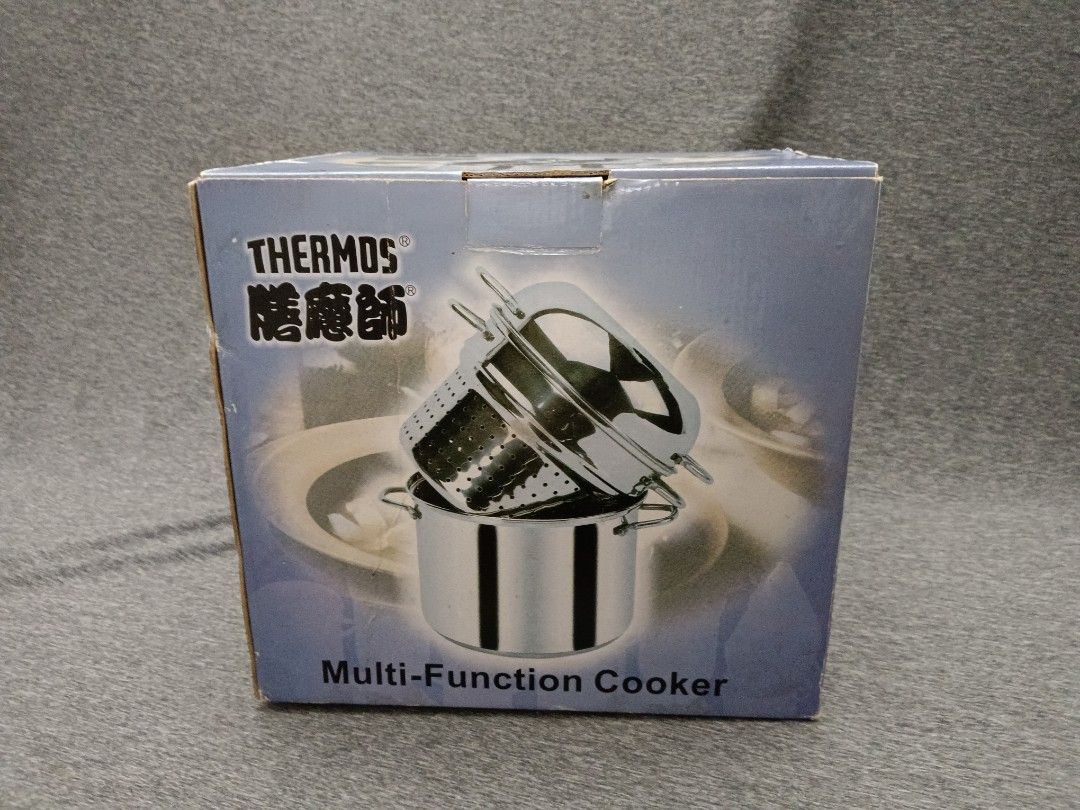 THERMOS®
膳魔師®
Multi-Function Cooker